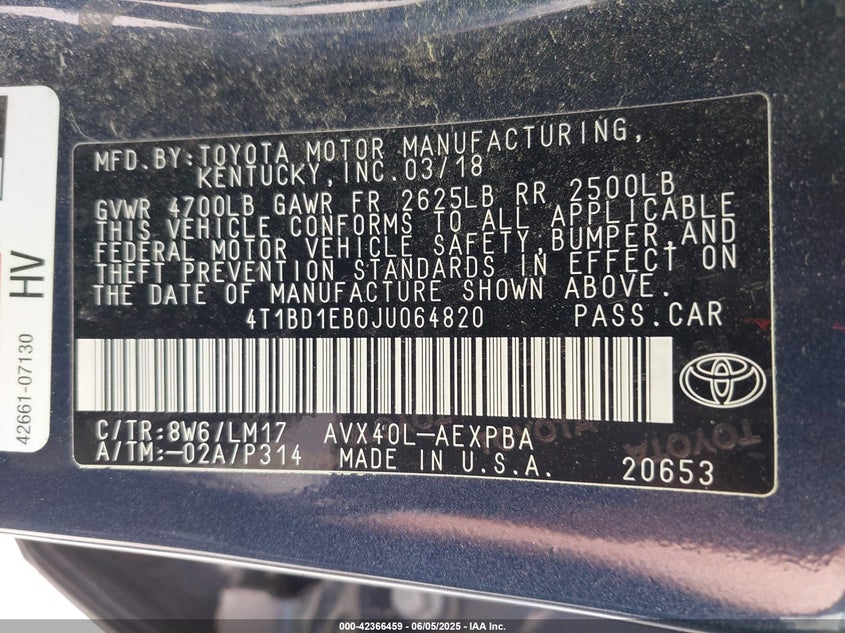 MFD.BY:TOYOTA MOTOR MANUFACTURING,
KENTUCKY,INC.03/18
GVWR 4700LB GAWR FR 2625LB RR 2500LB
THIS VEHICLE CONFORMS TO ALL APPLICABLE
FEDERAL MOTOR VEHICLE SAFETY,BUMPER,AND
THEFT PREVENTION STANDARDS IN EFFECT ON
THE DATE OF MANUFACTURE SHOWN ABOVE.
4T1BD1EB0JU064820 PASS.CAR
C/TR:8W6/LM17 AVX40L-AEXPBA
A/TM:-02A/P314 MADE IN U.S.A. 20653
TOYOTA
HV
42661-07130
000-42366459 - 06/05/2025 - IAA Inc.